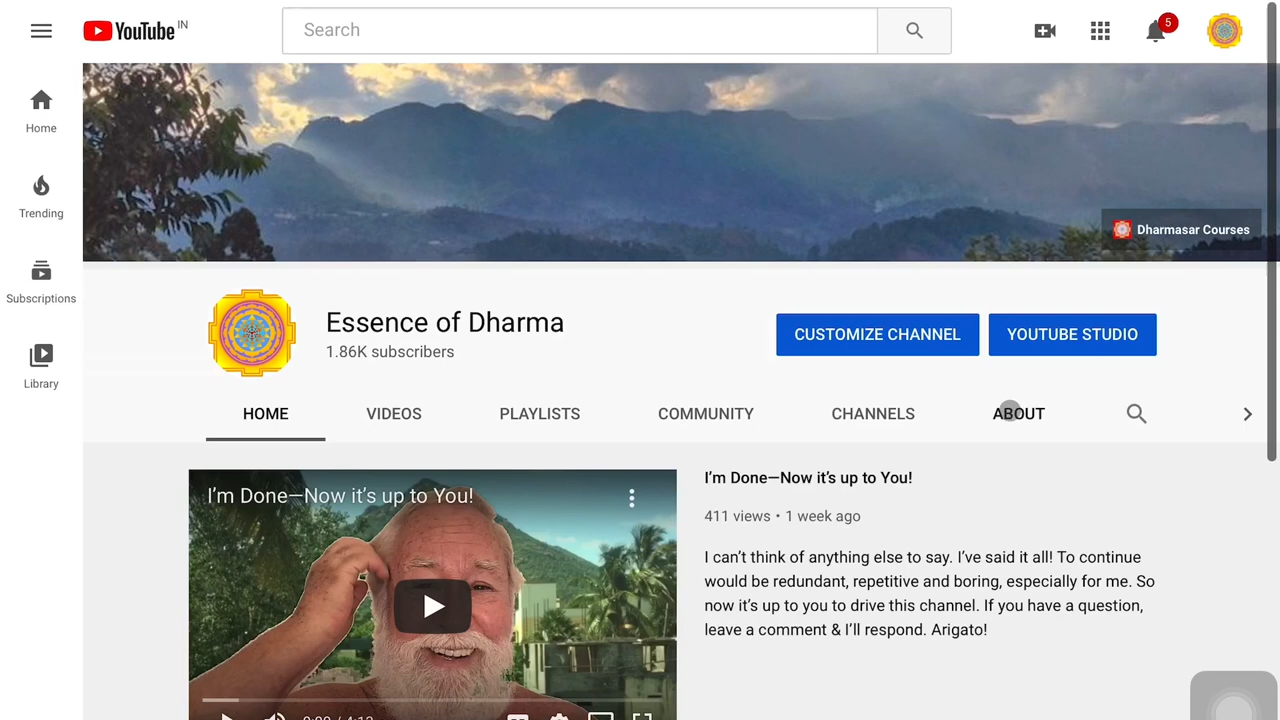 YouTube IN
Search
5
Home
Trending
Subscriptions
Library
Dharmasar Courses
Essence of Dharma
1.86K subscribers
CUSTOMIZE CHANNEL
YOUTUBE STUDIO
HOME
VIDEOS
PLAYLISTS
COMMUNITY
CHANNELS
ABOUT
I’m Done—Now it’s up to You!
I’m Done—Now it’s up to You!
411 views • 1 week ago
I can’t think of anything else to say. I’ve said it all! To continue
would be redundant, repetitive and boring, especially for me. So
now it’s up to you to drive this channel. If you have a question,
leave a comment & I’ll respond. Arigato!